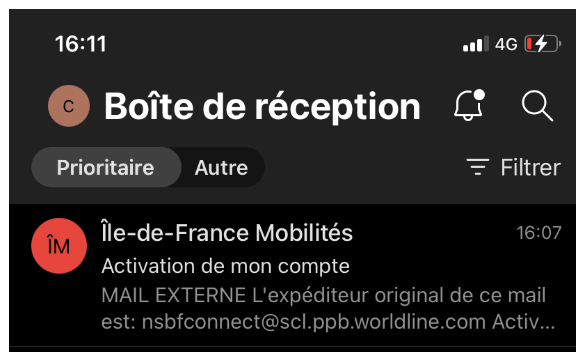 16:11
4G
C
Boîte de réception
Prioritaire
Autre
Filtrer
ÎM
Île-de-France Mobilités
16:07
Activation de mon compte
MAIL EXTERNE L'expéditeur original de ce mail
est: nsbfconnect@scl.ppb.worldline.com Activ...